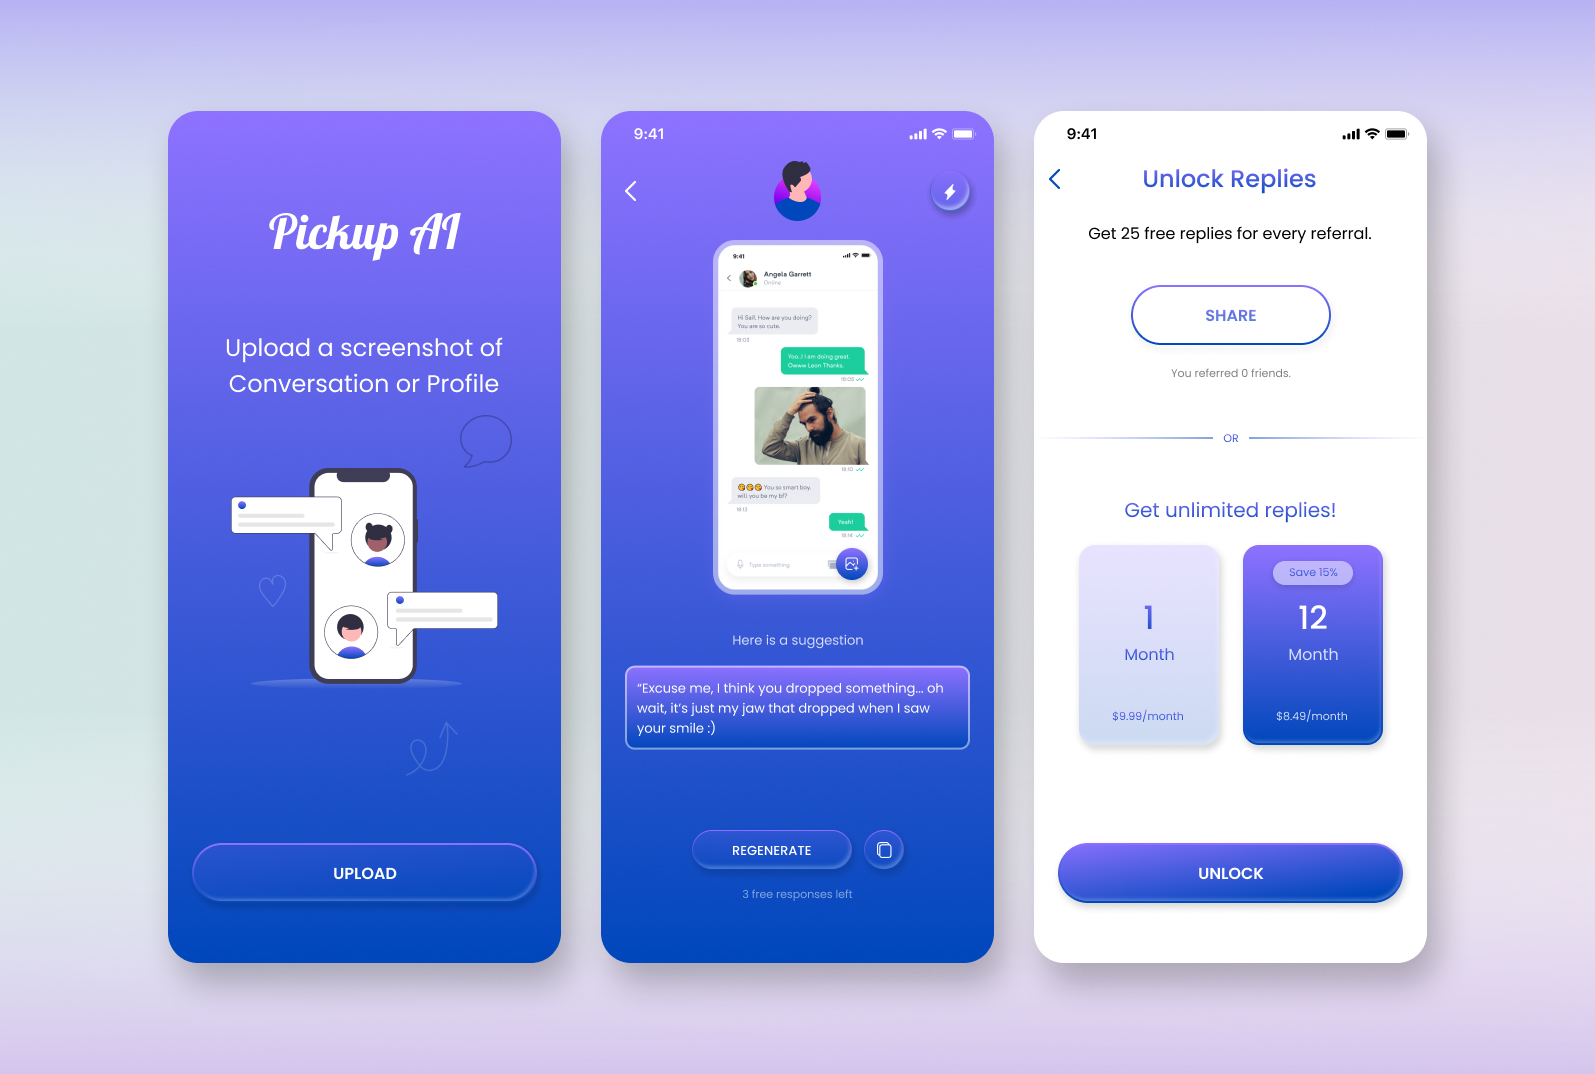 Pickup AI
Upload a screenshot of
Conversation or Profile
UPLOAD
9:41
9:41
Angela Garrett
Online
Hi Saif. How are you doing?
You are so cute.
18:03
Yoo..! I am doing great.
Owww Leon Thanks.
18:05
18:10
😘😘😘 You so smart boy.
will you be my bf?
18:12
Yeah!
18:14
Type something
Here is a suggestion
“Excuse me, I think you dropped something... oh
wait, it’s just my jaw that dropped when I saw
your smile :)
REGENERATE
3 free responses left
9:41
Unlock Replies
Get 25 free replies for every referral.
SHARE
You referred 0 friends.
OR
Get unlimited replies!
1
Month
$9.99/month
Save 15%
12
Month
$8.49/month
UNLOCK